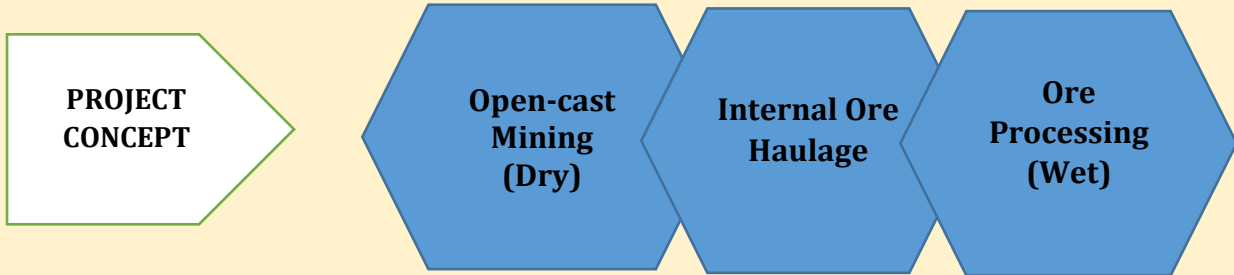 PROJECT
CONCEPT
Open-cast
Mining
(Dry)
Internal Ore
Haulage
Ore
Processing
(Wet)